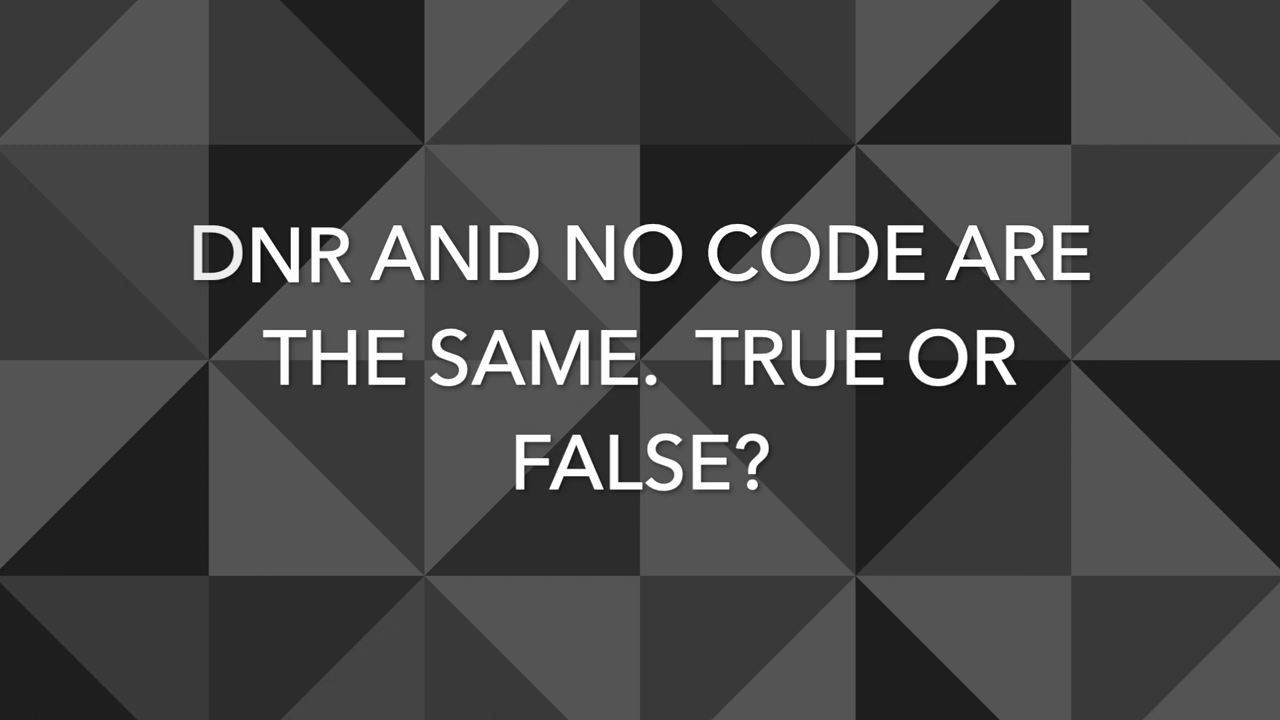 DNR AND NO CODE ARE
THE SAME. TRUE OR
FALSE?